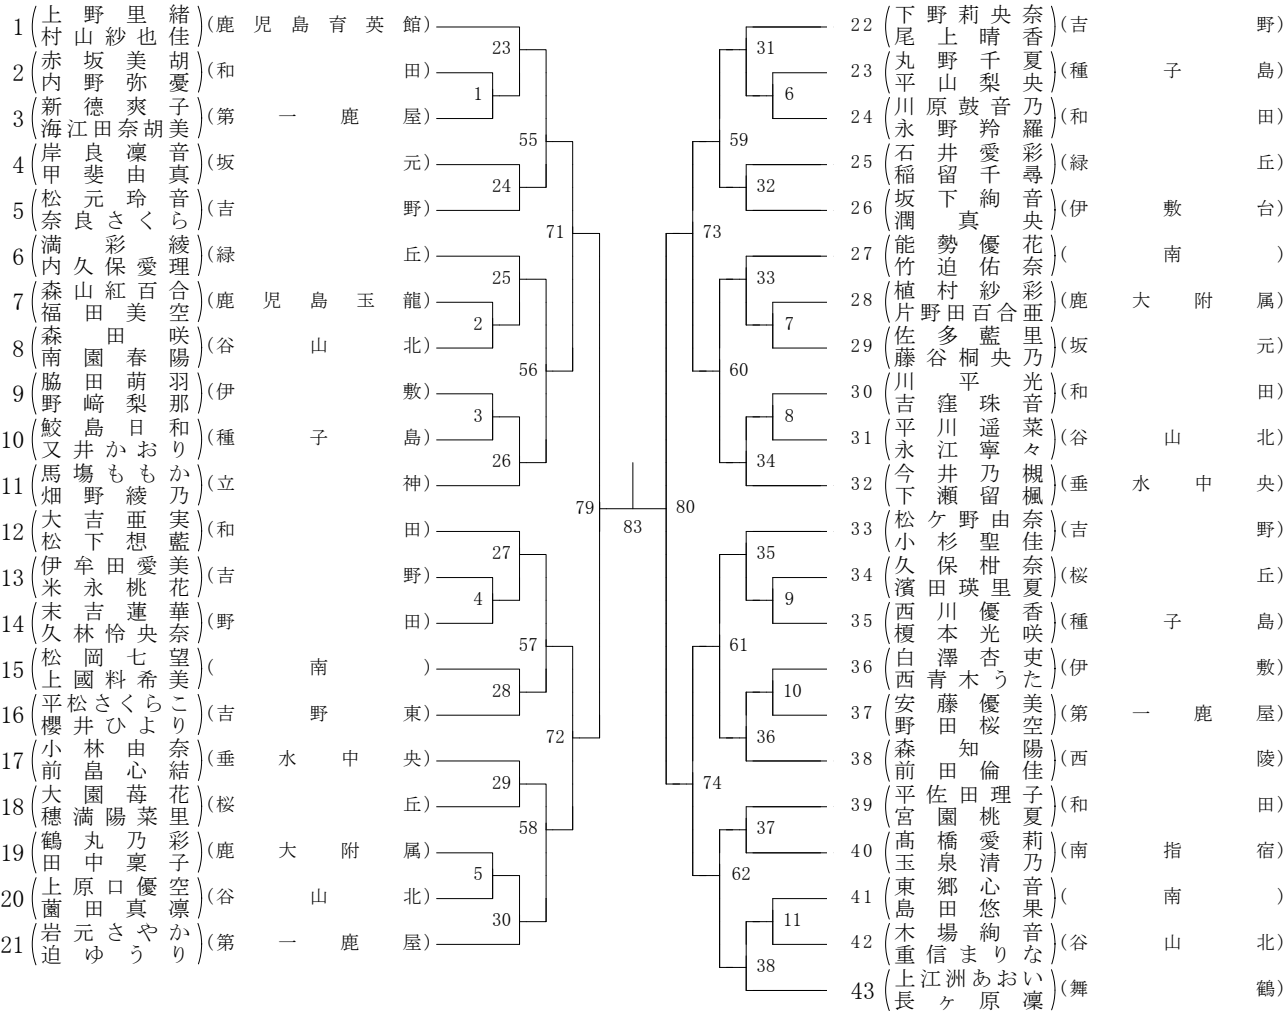 1 (上野里緒 村山紗也佳) (鹿児島育英館)
2 (赤坂美胡 内野弥憂) (和田)
3 (新德爽子 海江田奈胡美) (第一鹿屋)
4 (岸良凜音 甲斐由真) (坂元)
5 (松元玲音 奈良さくら) (吉野)
6 (満彩綾 内久保愛理) (緑丘)
7 (森山紅百合 福田美空) (鹿児島玉龍)
8 (森田咲 南園春陽) (谷山北)
9 (脇田萌羽 野﨑梨那) (伊敷)
10 (鮫島日和 又井かおり) (種子島)
11 (馬塲ももか 畑野綾乃) (立神)
12 (大吉亜実 松下想藍) (和田)
13 (伊牟田愛美 米永桃花) (吉野)
14 (末吉蓮華 久林怜央奈) (野田)
15 (松岡七望 上國料希美) (南)
16 (平松さくらこ 櫻井ひより) (吉野東)
17 (小林由奈 前畠心結) (垂水中央)
18 (大園苺花 穂満陽菜里) (桜丘)
19 (鶴丸乃彩 田中稟子) (鹿大附属)
20 (上原口優空 薗田真凛) (谷山北)
21 (岩元さやか 迫ゆうり) (第一鹿屋)
23
1
55
24
71
25
2
56
3
26
79
27
4
57
28
72
29
58
5
30
83
80
31
6
59
32
73
33
7
60
8
34
35
9
61
10
36
74
37
62
11
38
22 (下野莉央奈 尾上晴香) (吉野)
23 (丸野千夏 平山梨央) (種子島)
24 (川原鼓音乃 永野羚羅) (和田)
25 (石井愛彩 稲留千尋) (緑丘)
26 (坂下絢音 潤真央) (伊敷台)
27 (能勢優花 竹迫佑奈) (南)
28 (植村紗彩 片野田百合亜) (鹿大附属)
29 (佐多藍里 藤谷桐央乃) (坂元)
30 (川平光 吉窪珠音) (和田)
31 (平川遥菜 永江寧々) (谷山北)
32 (今井乃槻 下瀬留楓) (垂水中央)
33 (松ケ野由奈 小杉聖佳) (吉野)
34 (久保柑奈 濱田瑛里夏) (桜丘)
35 (西川優香 榎本光咲) (種子島)
36 (白澤杏吏 西青木うた) (伊敷)
37 (安藤優美 野田桜空) (第一鹿屋)
38 (森知陽 前田倫佳) (西陵)
39 (平佐田理子 宮園桃夏) (和田)
40 (髙橋愛莉 玉泉清乃) (南指宿)
41 (東郷心音 島田悠果) (南)
42 (木場絢音 重信まりな) (谷山北)
43 (上江洲あおい 長ヶ原凜) (舞鶴)